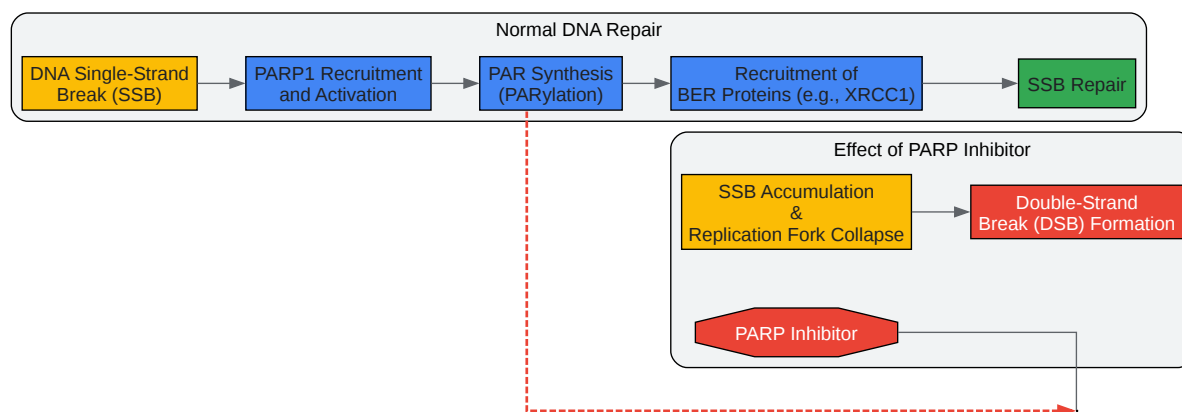 Normal DNA Repair
DNA Single-Strand
Break (SSB)
PARP1 Recruitment
and Activation
PAR Synthesis
(PARylation)
Recruitment of
BER Proteins (e.g., XRCC1)
SSB Repair
Effect of PARP Inhibitor
SSB Accumulation
&
Replication Fork Collapse
Double-Strand
Break (DSB) Formation
PARP Inhibitor